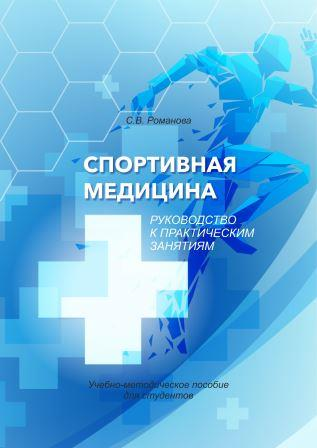 С.В. Романова
СПОРТИВНАЯ
МЕДИЦИНА
РУКОВОДСТВО
К ПРАКТИЧЕСКИМ
ЗАНЯТИЯМ
Учебно-методическое пособие
для студентов